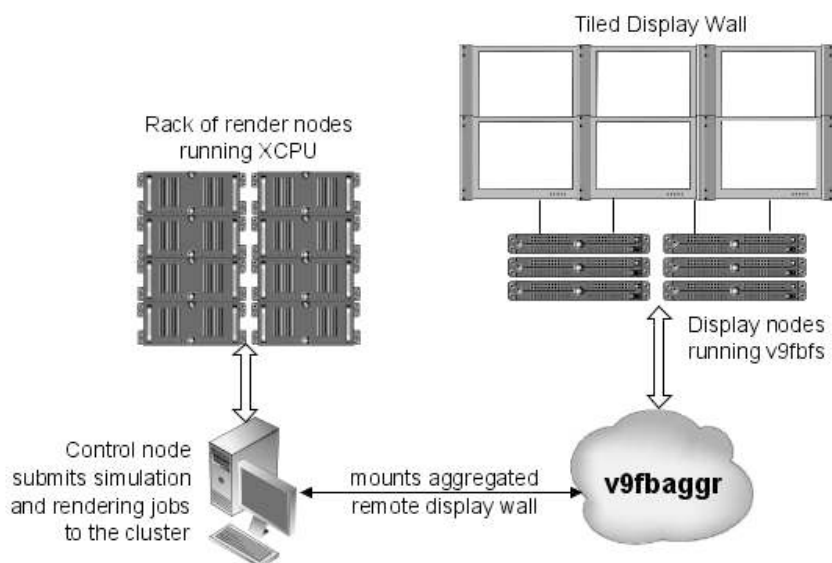 Tiled Display Wall
Rack of render nodes
running XCPU
Display nodes
running v9fbfs
Control node
submits simulation
and rendering jobs
to the cluster
mounts aggregated
remote display wall
v9fbaggr